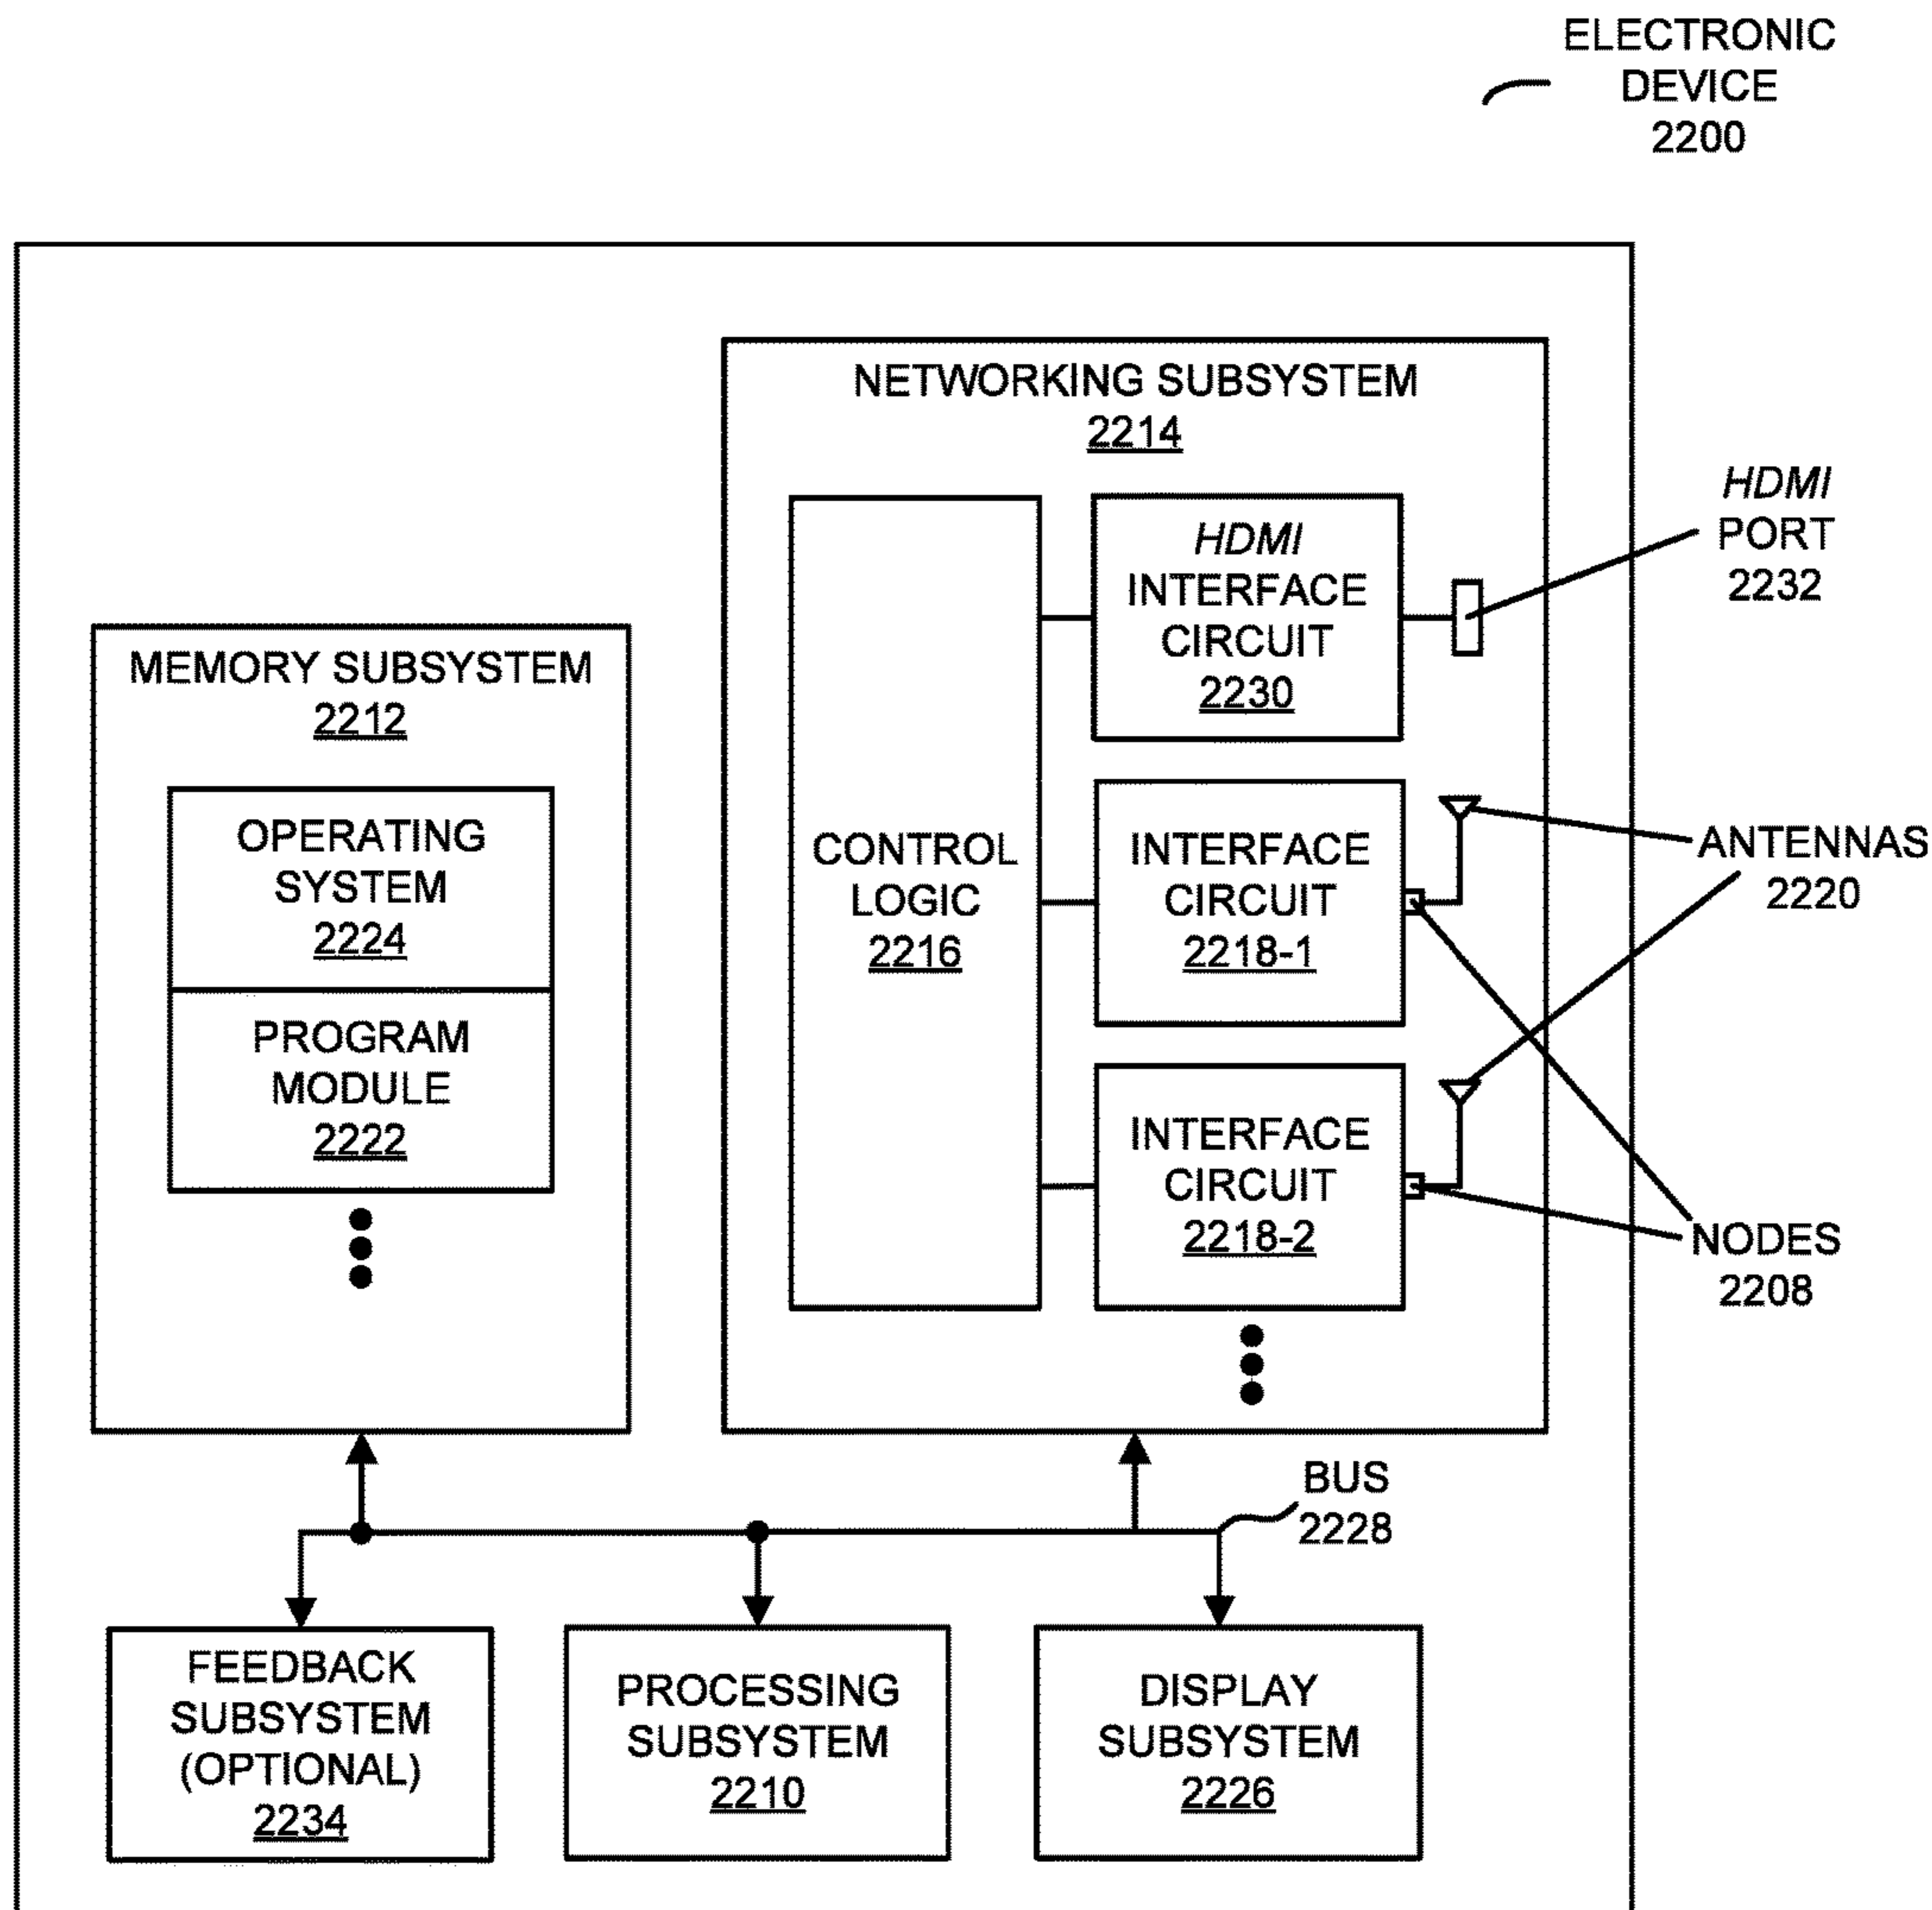 ELECTRONIC
DEVICE
2200
NETWORKING SUBSYSTEM
2214
HDMI
PORT
2232
HDMI
INTERFACE
CIRCUIT
2230
MEMORY SUBSYSTEM
2212
OPERATING
SYSTEM
2224
PROGRAM
MODULE
2222
CONTROL
LOGIC
2216
INTERFACE
CIRCUIT
2218-1
ANTENNAS
2220
INTERFACE
CIRCUIT
2218-2
NODES
2208
BUS
2228
FEEDBACK
SUBSYSTEM
(OPTIONAL)
2234
PROCESSING
SUBSYSTEM
2210
DISPLAY
SUBSYSTEM
2226